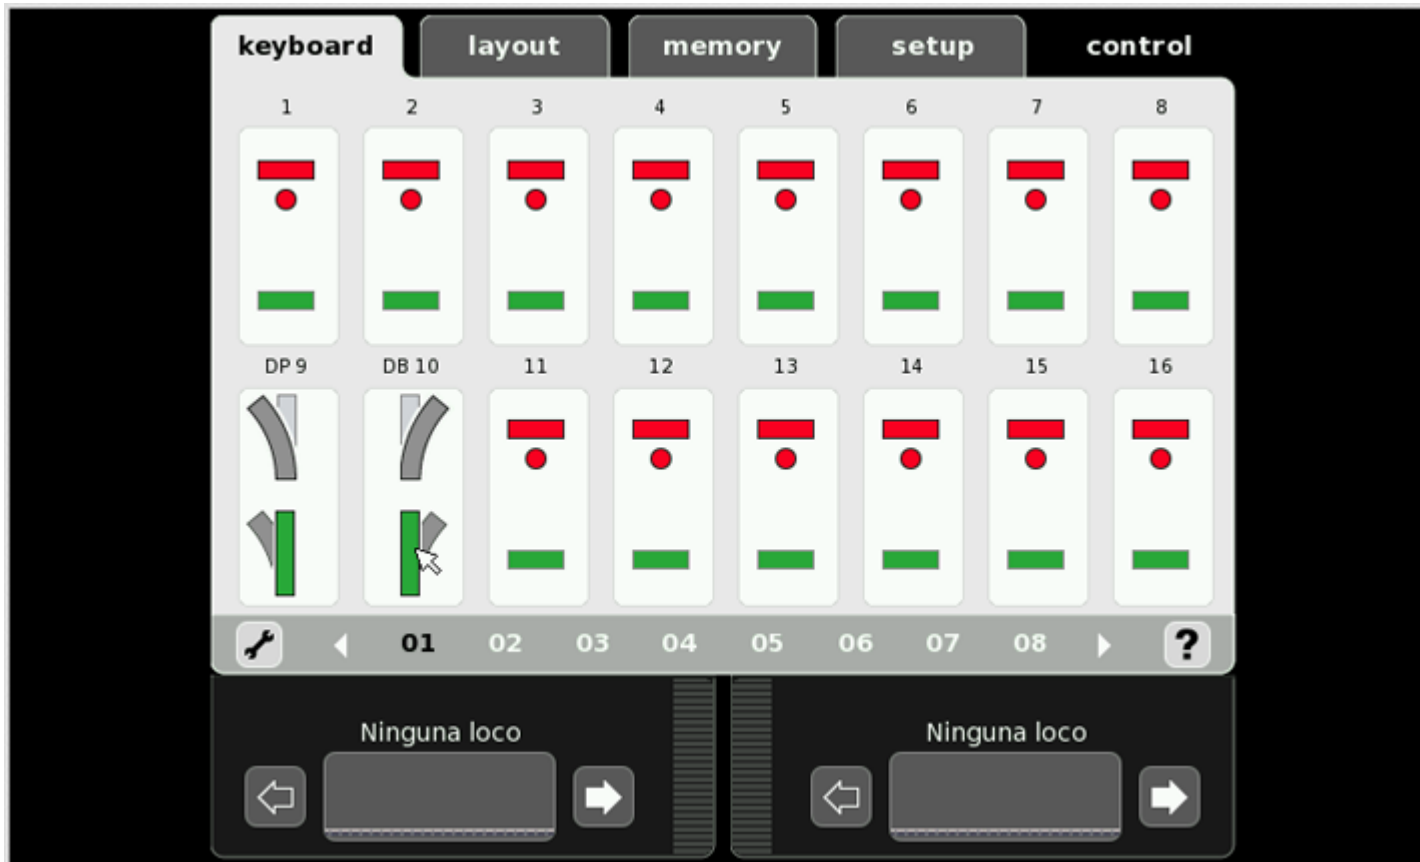 keyboard layout memory setup control
1 2 3 4 5 6 7 8
DP 9 DB 10 11 12 13 14 15 16
01 02 03 04 05 06 07 08 ?
Ninguna loco Ninguna loco